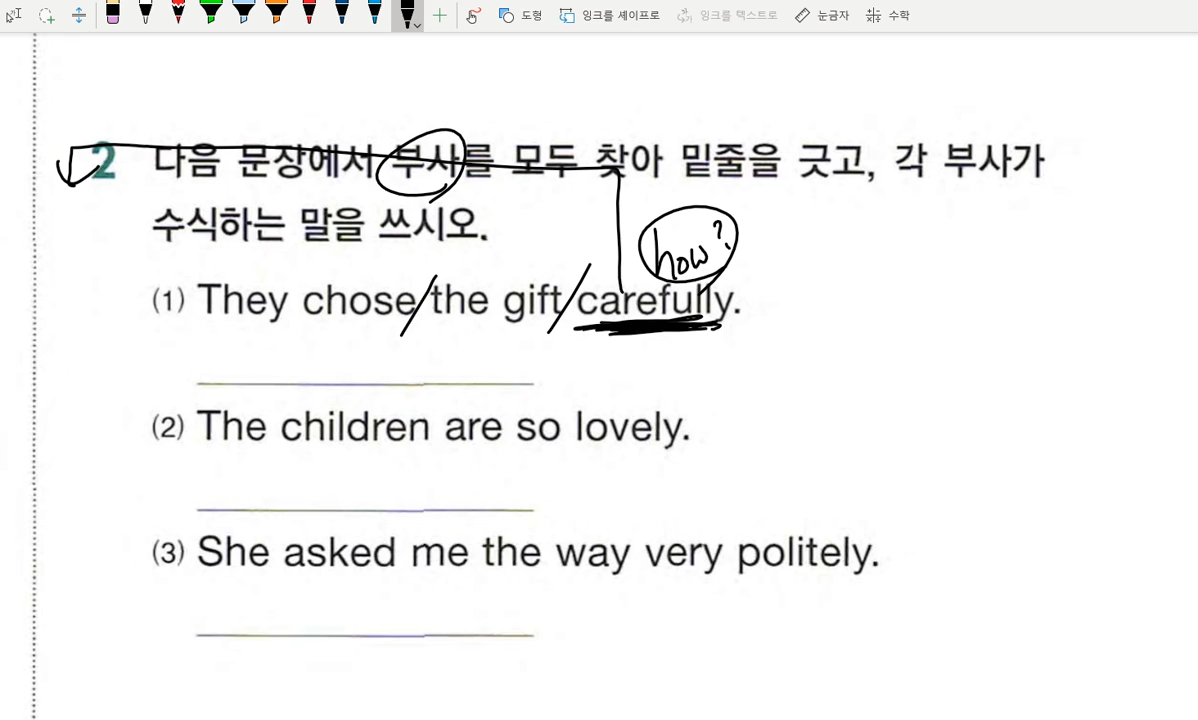 도형 잉크를 셰이프로 잉크를 텍스트로 눈금자 수학
2 다음 문장에서 부사를 모두 찾아 밑줄을 긋고, 각 부사가
수식하는 말을 쓰시오.
how?
(1) They chose/the gift/carefully.
(2) The children are so lovely.
(3) She asked me the way very politely.